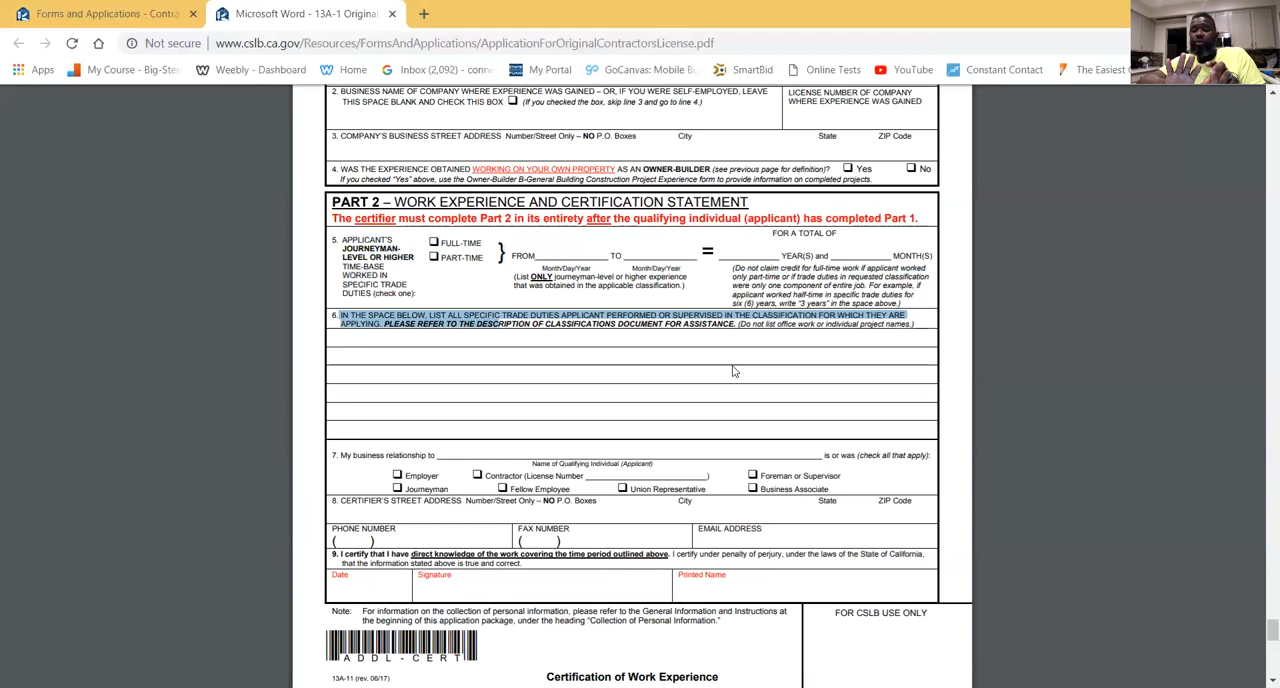 Forms and Applications - Contra
Microsoft Word - 13A-1 Original
Not secure
www.cslb.ca.gov/Resources/FormsAndApplications/ApplicationForOriginalContractorsLicense.pdf
Apps
My Course - Big-Ste
Weebly - Dashboard
Home
Inbox (2,092) - conne
My Portal
GoCanvas: Mobile Bu
SmartBid
Online Tests
YouTube
Constant Contact
The Easiest
2. BUSINESS NAME OF COMPANY WHERE EXPERIENCE WAS GAINED – OR, IF YOU WERE SELF-EMPLOYED, LEAVE
THIS SPACE BLANK AND CHECK THIS BOX ☐ (If you checked the box, skip line 3 and go to line 4.)
LICENSE NUMBER OF COMPANY
WHERE EXPERIENCE WAS GAINED
3. COMPANY'S BUSINESS STREET ADDRESS Number/Street Only – NO P.O. Boxes City State ZIP Code
4. WAS THE EXPERIENCE OBTAINED WORKING ON YOUR OWN PROPERTY AS AN OWNER-BUILDER (see previous page for definition)? ☐ Yes ☐ No
If you checked "Yes" above, use the Owner-Builder B-General Building Construction Project Experience form to provide information on completed projects.
PART 2 – WORK EXPERIENCE AND CERTIFICATION STATEMENT
The certifier must complete Part 2 in its entirety after the qualifying individual (applicant) has completed Part 1.
5. APPLICANT'S
JOURNEYMAN-
LEVEL OR HIGHER
TIME-BASE
WORKED IN
SPECIFIC TRADE
DUTIES (check one):
☐ FULL-TIME
☐ PART-TIME
} FROM____________ TO ____________
Month/Day/Year Month/Day/Year
(List ONLY journeyman-level or higher experience
that was obtained in the applicable classification.)
=
FOR A TOTAL OF
____________ YEAR(S) and ____________ MONTH(S)
(Do not claim credit for full-time work if applicant worked
only part-time or if trade duties in requested classification
were only one component of entire job. For example, if
applicant worked half-time in specific trade duties for
six (6) years, write "3 years" in the space above.)
6. IN THE SPACE BELOW, LIST ALL SPECIFIC TRADE DUTIES APPLICANT PERFORMED OR SUPERVISED IN THE CLASSIFICATION FOR WHICH THEY ARE
APPLYING. PLEASE REFER TO THE DESCRIPTION OF CLASSIFICATIONS DOCUMENT FOR ASSISTANCE. (Do not list office work or individual project names.)
7. My business relationship to ____________ is or was (check all that apply):
Name of Qualifying Individual (Applicant)
☐ Employer ☐ Contractor (License Number ____________) ☐ Foreman or Supervisor
☐ Journeyman ☐ Fellow Employee ☐ Union Representative ☐ Business Associate
8. CERTIFIER'S STREET ADDRESS Number/Street Only – NO P.O. Boxes City State ZIP Code
PHONE NUMBER FAX NUMBER EMAIL ADDRESS
( ) ( )
9. I certify that I have direct knowledge of the work covering the time period outlined above. I certify under penalty of perjury, under the laws of the State of California,
that the information stated above is true and correct.
Date Signature Printed Name
Note: For information on the collection of personal information, please refer to the General Information and Instructions at
the beginning of this application package, under the heading "Collection of Personal Information."
FOR CSLB USE ONLY
ADDL-CERT
13A-11 (rev. 06/17)
Certification of Work Experience